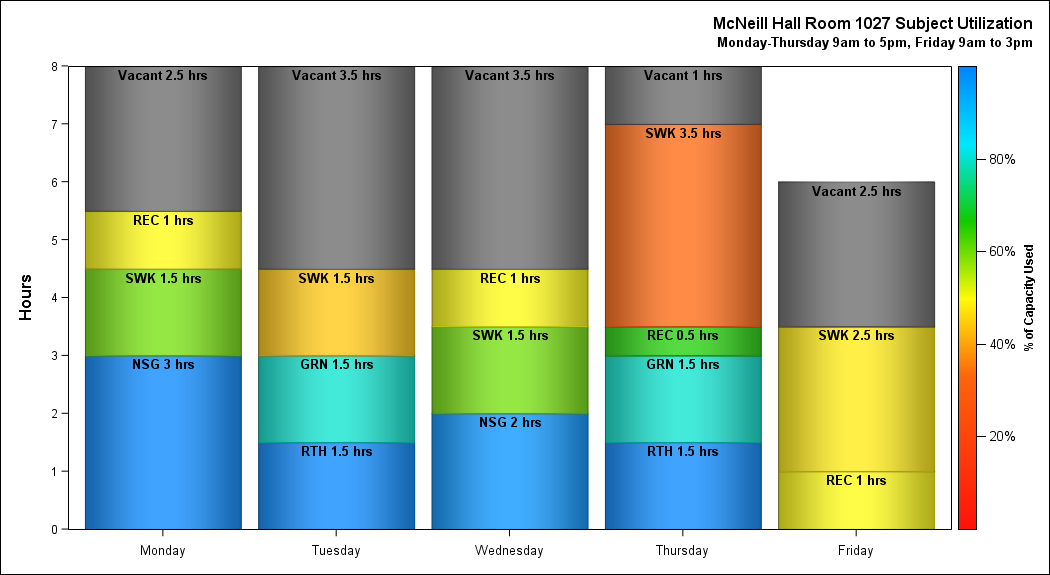 McNeill Hall Room 1027 Subject Utilization
Monday-Thursday 9am to 5pm, Friday 9am to 3pm
Hours
8
7
6
5
4
3
2
1
0
Vacant 2.5 hrs
REC 1 hrs
SWK 1.5 hrs
NSG 3 hrs
Monday
Vacant 3.5 hrs
SWK 1.5 hrs
GRN 1.5 hrs
RTH 1.5 hrs
Tuesday
Vacant 3.5 hrs
REC 1 hrs
SWK 1.5 hrs
NSG 2 hrs
Wednesday
Vacant 1 hrs
SWK 3.5 hrs
REC 0.5 hrs
GRN 1.5 hrs
RTH 1.5 hrs
Thursday
Vacant 2.5 hrs
SWK 2.5 hrs
REC 1 hrs
Friday
80%
60%
40%
20%
% of Capacity Used